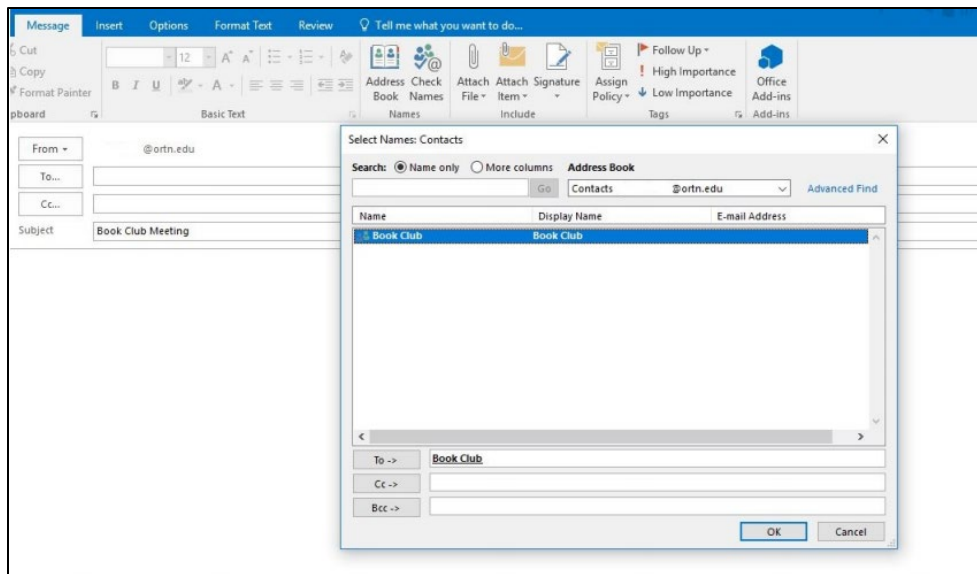 Message Insert Options Format Text Review Tell me what you want to do...
Cut
Copy
Format Painter
pboard
12
B I U
A
Basic Text
Address Book
Check Names
Names
Attach File
Attach Item
Signature
Include
Assign Policy
Follow Up
High Importance
Low Importance
Tags
Office Add-ins
Add-ins
From @ortn.edu
To...
Cc...
Subject Book Club Meeting
Select Names: Contacts
Search: Name only More columns Address Book
Go Contacts @ortn.edu Advanced Find
Name Display Name E-mail Address
Book Club Book Club
To -> Book Club
Cc ->
Bcc ->
OK Cancel